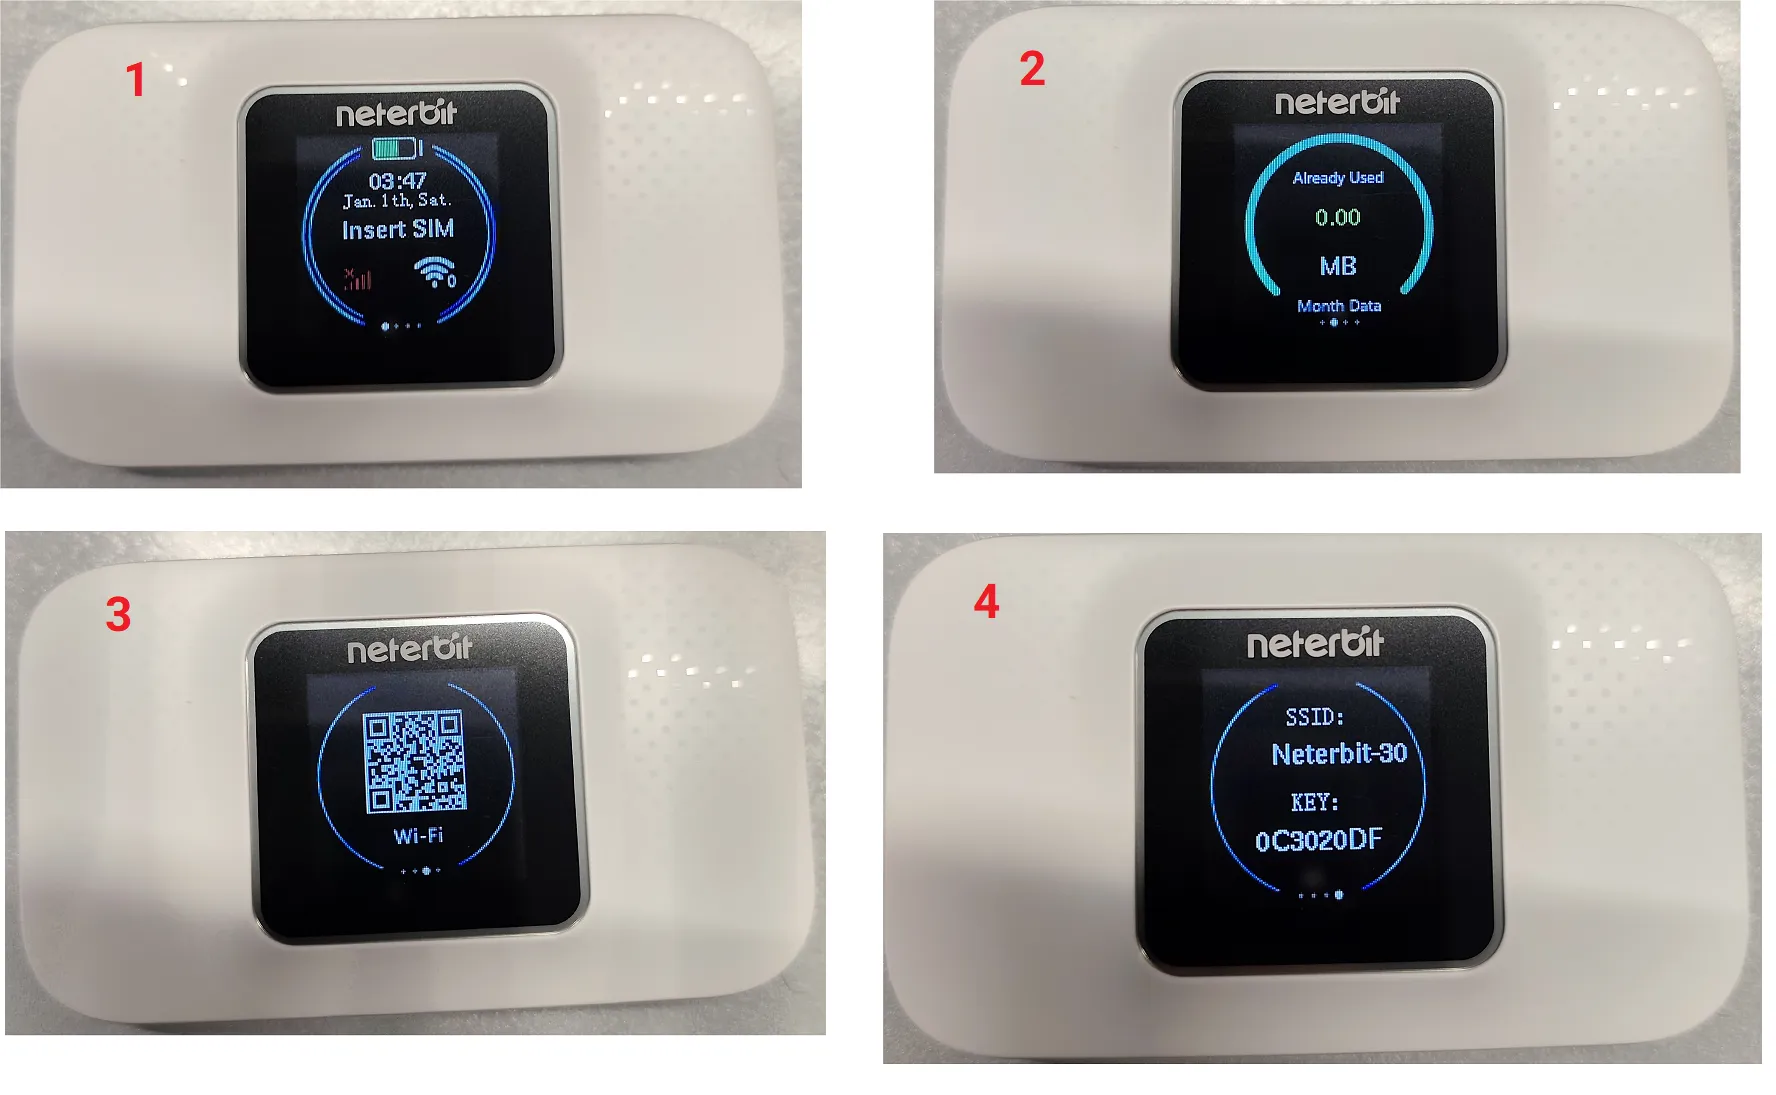 1
neterbit
03:47
Jan. 1th, Sat.
Insert SIM
0
2
neterbit
Already Used
0.00
MB
Month Data
3
neterbit
Wi-Fi
4
neterbit
SSID:
Neterbit-30
KEY:
0C3020DF